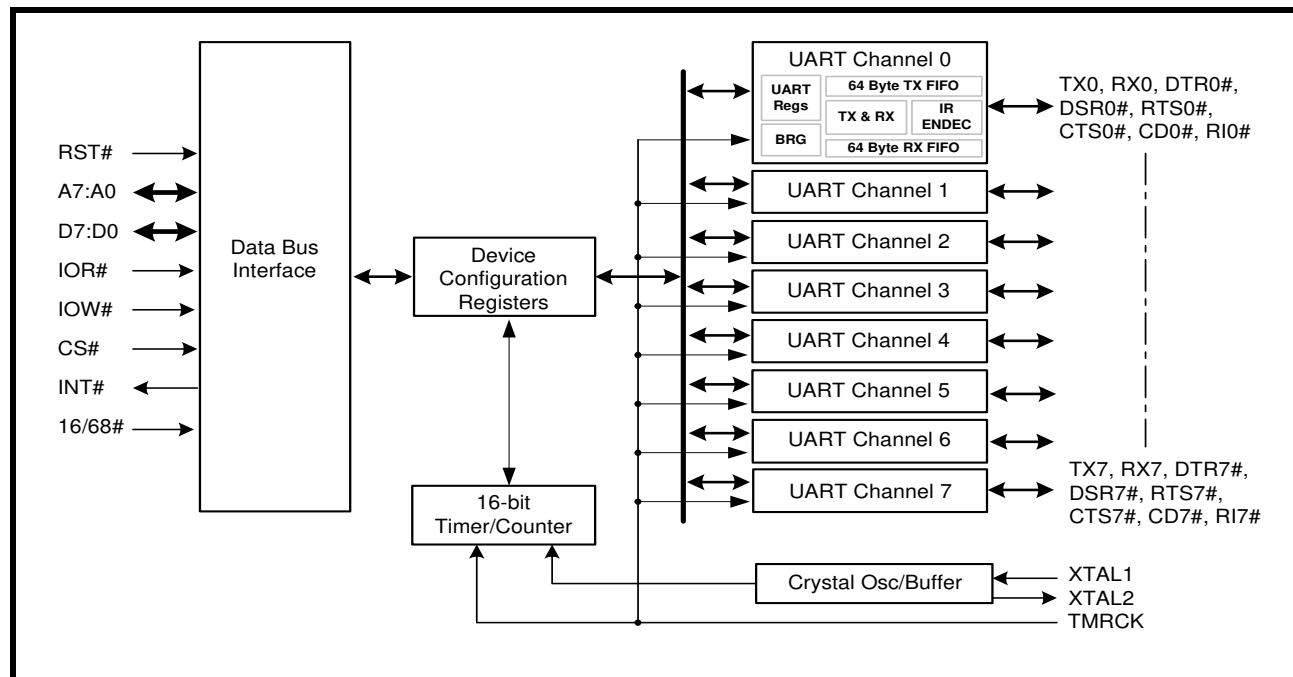 RST#
A7:A0
D7:D0
IOR#
IOW#
CS#
INT#
16/68#
Data Bus
Interface
Device
Configuration
Registers
16-bit
Timer/Counter
UART Channel 0
UART
Regs
BRG
64 Byte TX FIFO
TX & RX
IR
ENDEC
64 Byte RX FIFO
UART Channel 1
UART Channel 2
UART Channel 3
UART Channel 4
UART Channel 5
UART Channel 6
UART Channel 7
Crystal Osc/Buffer
TX0, RX0, DTR0#,
DSR0#, RTS0#,
CTS0#, CD0#, RI0#
TX7, RX7, DTR7#,
DSR7#, RTS7#,
CTS7#, CD7#, RI7#
XTAL1
XTAL2
TMRCK